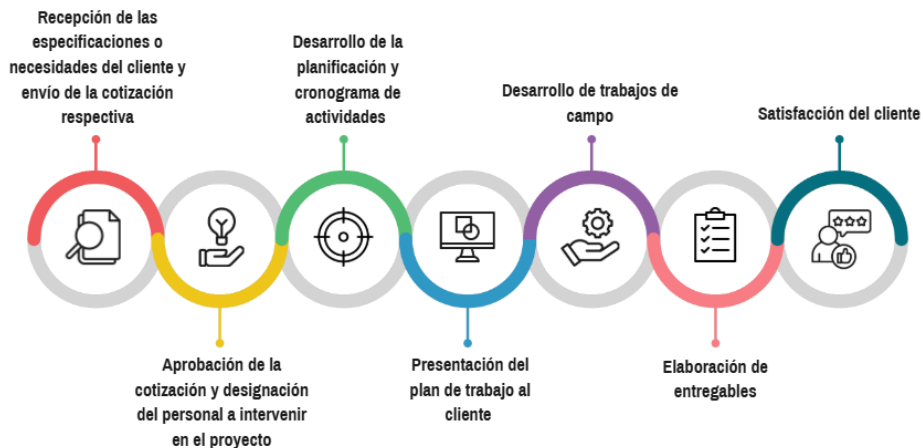 Recepción de las
especificaciones o
necesidades del cliente y
envío de la cotización
respectiva
Aprobación de la
cotización y designación
del personal a intervenir
en el proyecto
Desarrollo de la
planificación y
cronograma de
actividades
Presentación del
plan de trabajo al
cliente
Desarrollo de trabajos de
campo
Elaboración de
entregables
Satisfacción del cliente